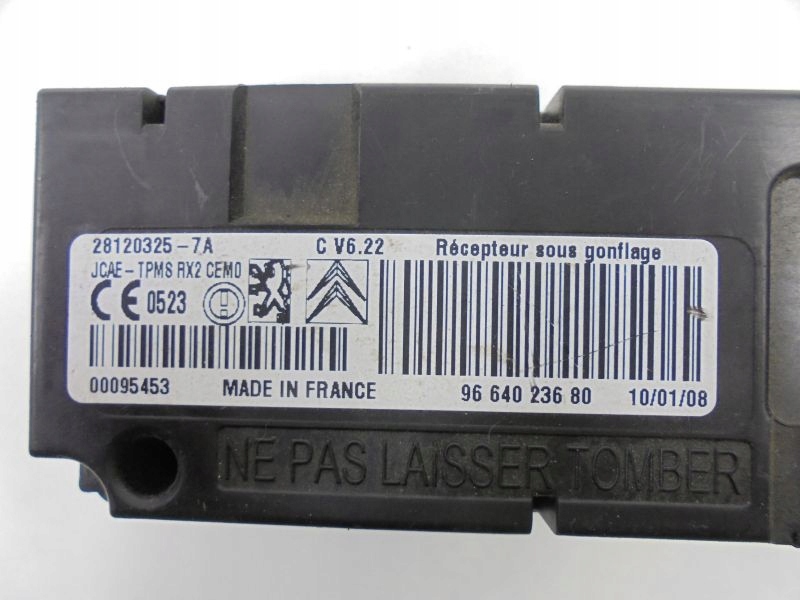 28120325-7A C V6.22 Récepteur sous gonflage
JCAE-TPMS RX2 CEM0
CE 0523
00095453 MADE IN FRANCE 96 640 236 80 10/01/08
NE PAS LAISSER TOMBER